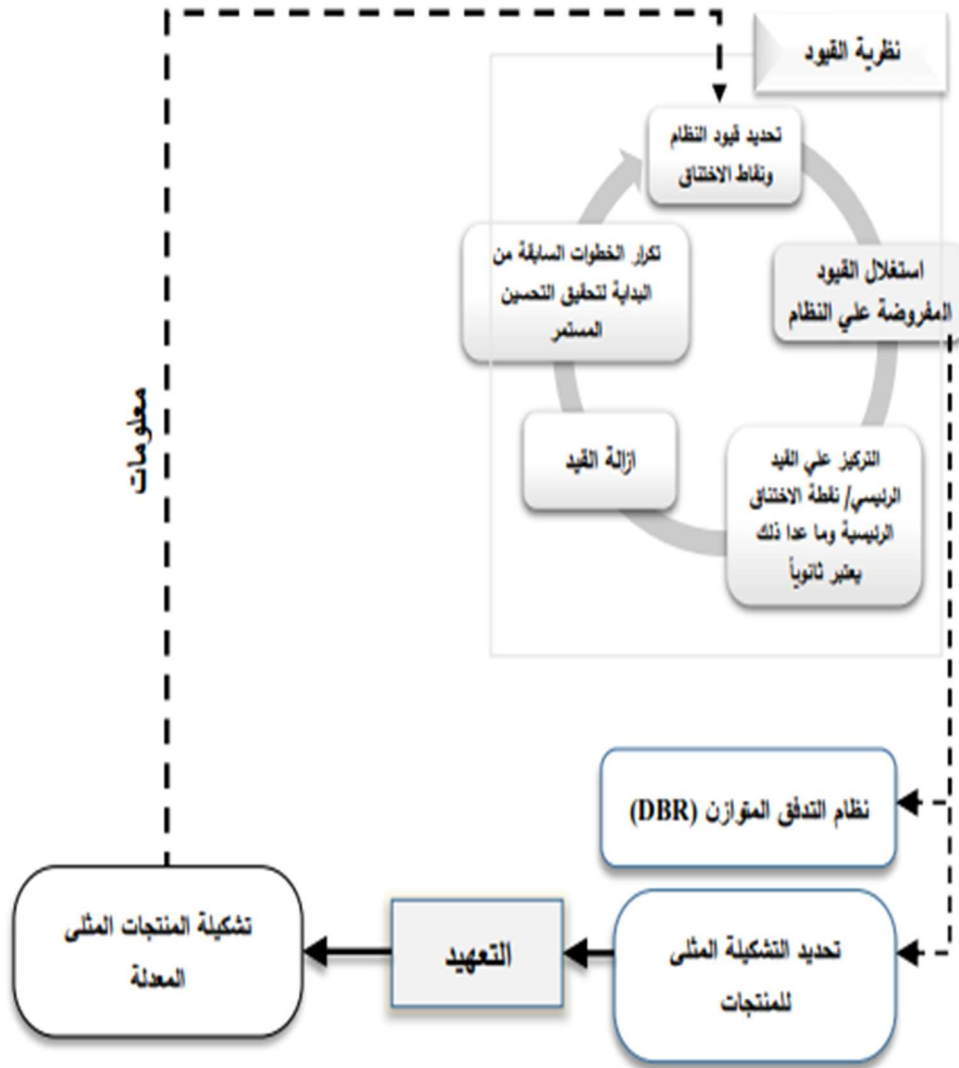 نظرية القيود
تحديد قيود النظام
ونقاط الاختناق
استغلال القيود
المفروضة علي النظام
التركيز علي القيد
الرئيسي/ نقطة الاختناق
الرئيسية وما عدا ذلك
يعتبر ثانوياً
ازالة القيد
تكرار الخطوات السابقة من
البداية لتحقيق التحسين
المستمر
معلومات
نظام التدفق المتوازن (DBR)
تحديد التشكيلة المثلى
للمنتجات
التعهيد
تشكيلة المنتجات المثلى
المعدلة